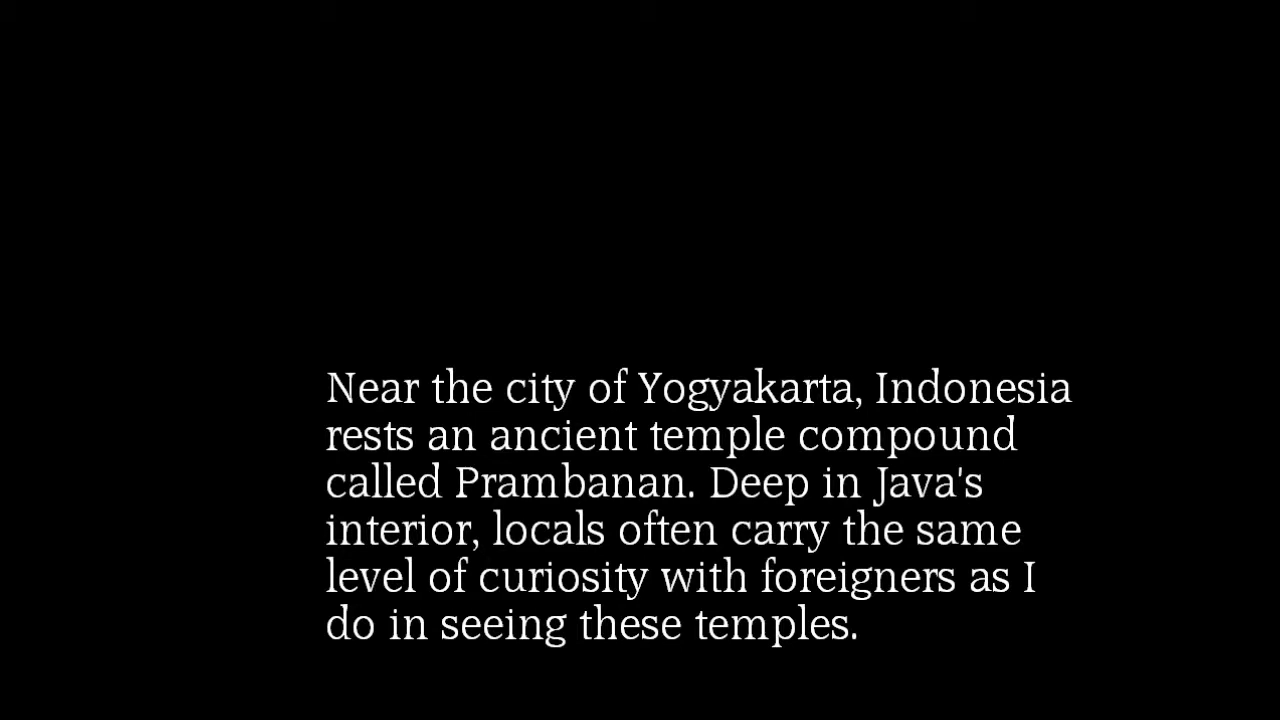 Near the city of Yogyakarta, Indonesia
rests an ancient temple compound
called Prambanan. Deep in Java's
interior, locals often carry the same
level of curiosity with foreigners as I
do in seeing these temples.